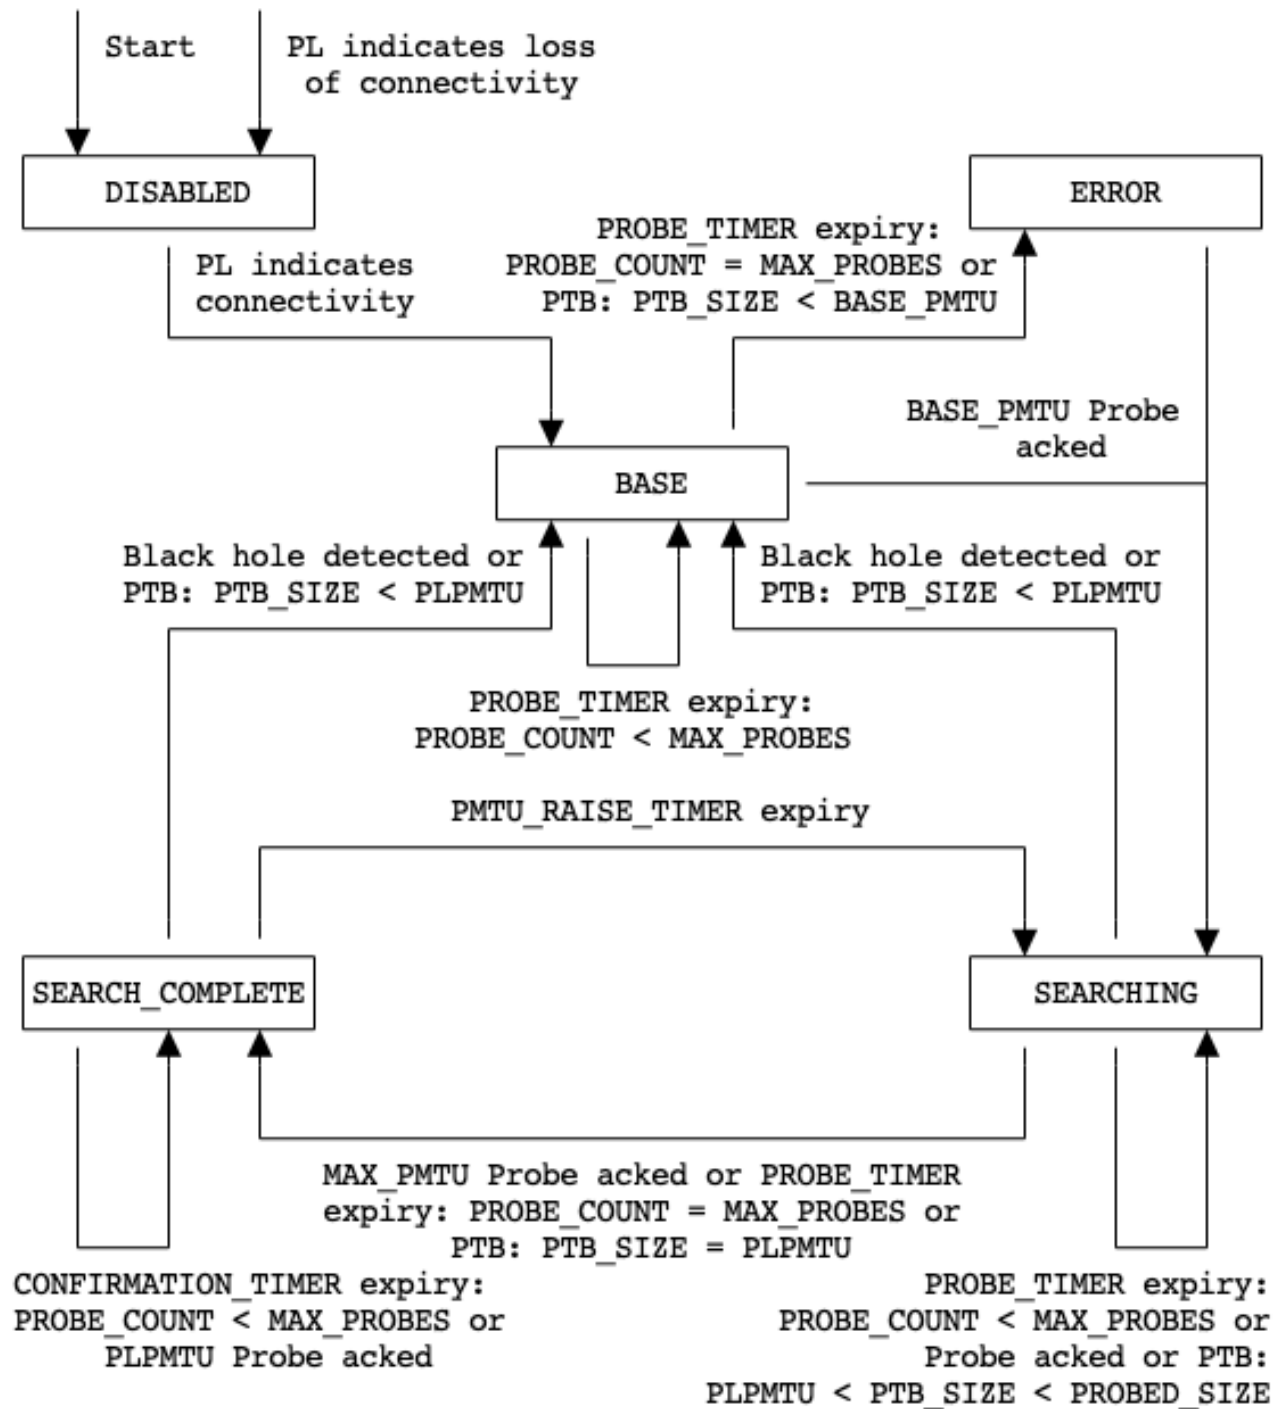 Start
PL indicates loss
of connectivity
DISABLED
ERROR
PL indicates
connectivity
PROBE_TIMER expiry:
PROBE_COUNT = MAX_PROBES or
PTB: PTB_SIZE < BASE_PMTU
BASE_PMTU Probe
acked
BASE
Black hole detected or
PTB: PTB_SIZE < PLPMTU
Black hole detected or
PTB: PTB_SIZE < PLPMTU
PROBE_TIMER expiry:
PROBE_COUNT < MAX_PROBES
PMTU_RAISE_TIMER expiry
SEARCH_COMPLETE
SEARCHING
MAX_PMTU Probe acked or PROBE_TIMER
expiry: PROBE_COUNT = MAX_PROBES or
PTB: PTB_SIZE = PLPMTU
CONFIRMATION_TIMER expiry:
PROBE_COUNT < MAX_PROBES or
PLPMTU Probe acked
PROBE_TIMER expiry:
PROBE_COUNT < MAX_PROBES or
Probe acked or PTB:
PLPMTU < PTB_SIZE < PROBED_SIZE